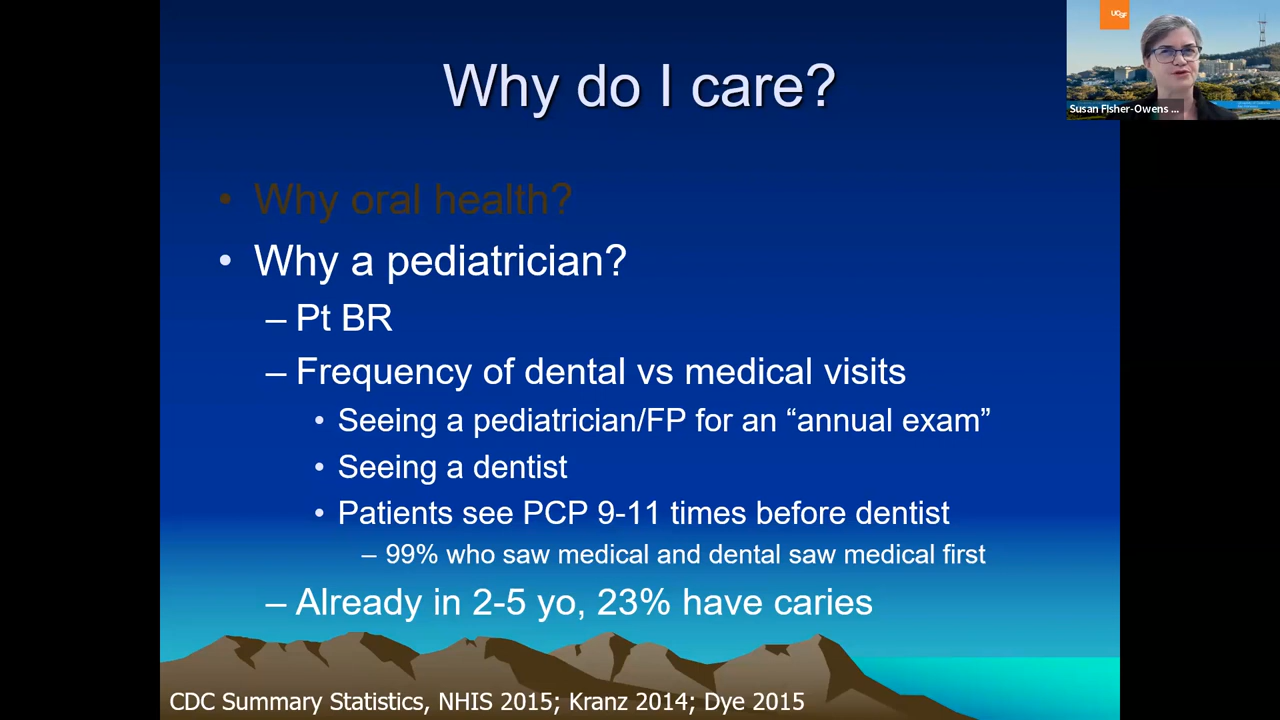 Why do I care?
UCSF
Susan Fisher-Owens ...
• Why oral health?
• Why a pediatrician?
– Pt BR
– Frequency of dental vs medical visits
• Seeing a pediatrician/FP for an “annual exam”
• Seeing a dentist
• Patients see PCP 9-11 times before dentist
– 99% who saw medical and dental saw medical first
– Already in 2-5 yo, 23% have caries
CDC Summary Statistics, NHIS 2015; Kranz 2014; Dye 2015